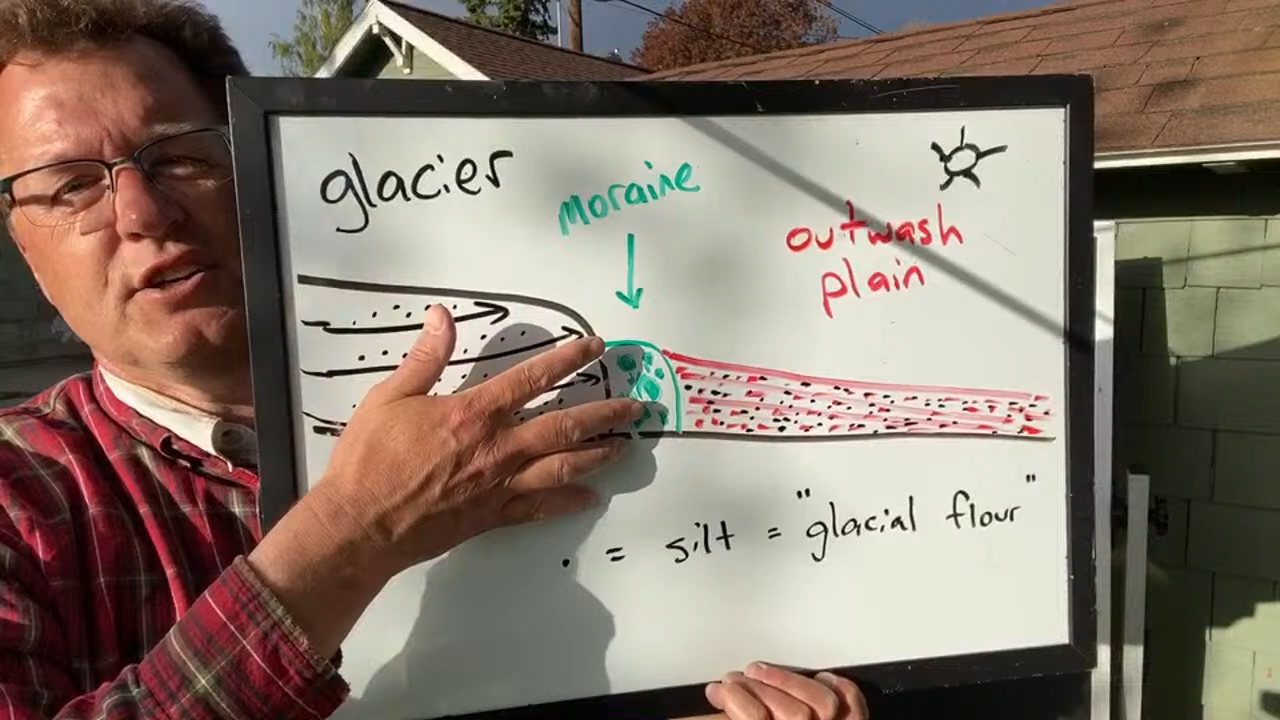 glacier
moraine
outwash
plain
. = silt = "glacial flour"